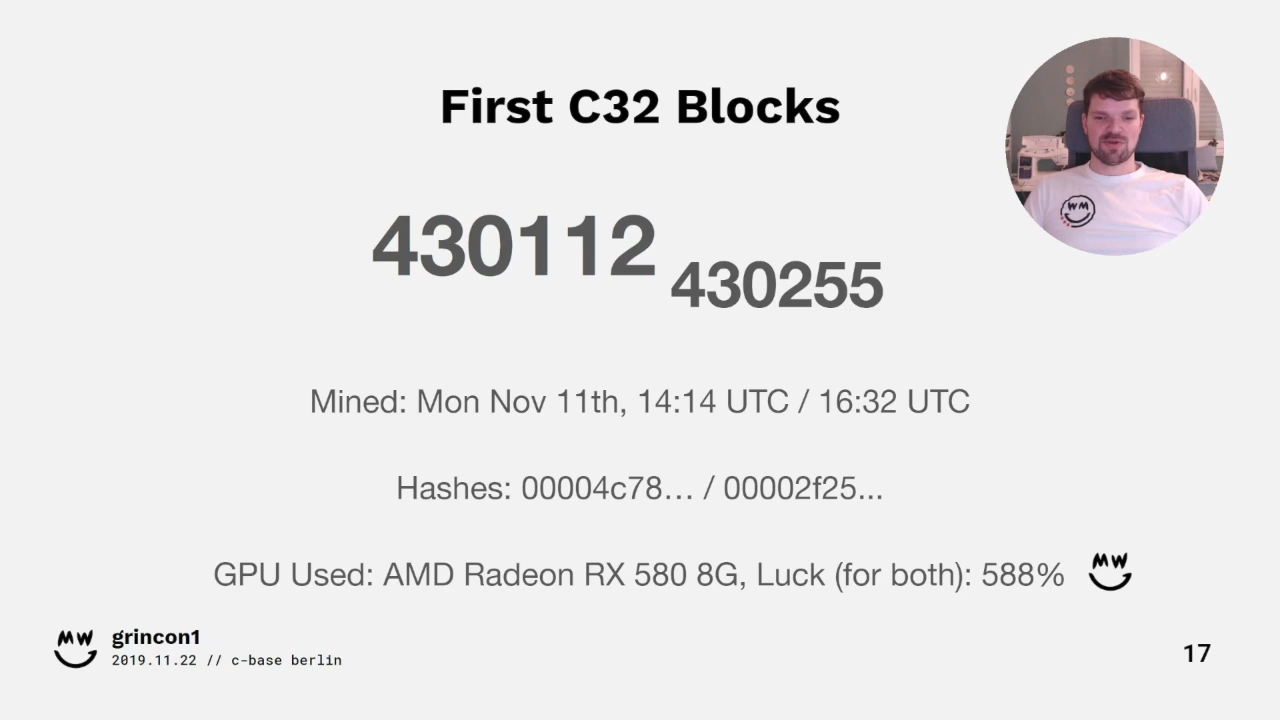 First C32 Blocks
430112 430255
Mined: Mon Nov 11th, 14:14 UTC / 16:32 UTC
Hashes: 00004c78… / 00002f25...
GPU Used: AMD Radeon RX 580 8G, Luck (for both): 588% MW
MW grincon1
2019.11.22 // c-base berlin
17
WM